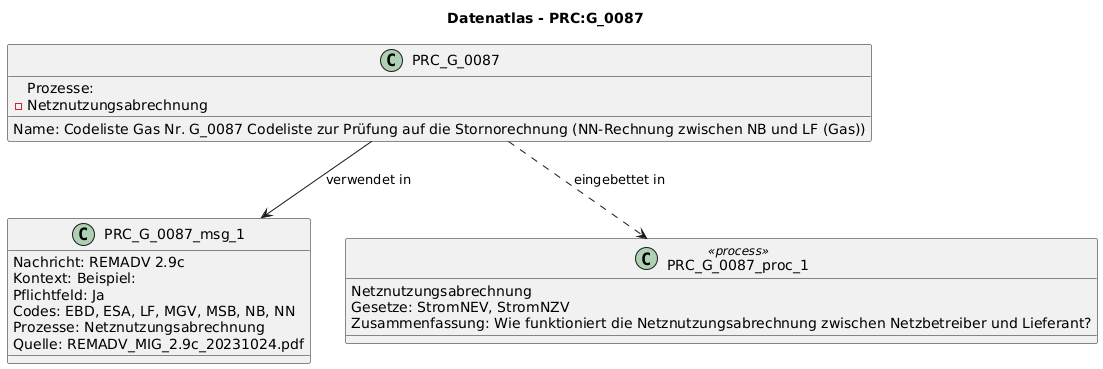 Datenatlas - PRC:G_0087
C PRC_G_0087
Prozesse:
Netznutzungsabrechnung
Name: Codeliste Gas Nr. G_0087 Codeliste zur Prüfung auf die Stornorechnung (NN-Rechnung zwischen NB und LF (Gas))
verwendet in
eingebettet in
C PRC_G_0087_msg_1
Nachricht: REMADV 2.9c
Kontext: Beispiel:
Pflichtfeld: Ja
Codes: EBD, ESA, LF, MGV, MSB, NB, NN
Prozesse: Netznutzungsabrechnung
Quelle: REMADV_MIG_2.9c_20231024.pdf
«process»
C PRC_G_0087_proc_1
Netznutzungsabrechnung
Gesetze: StromNEV, StromNZV
Zusammenfassung: Wie funktioniert die Netznutzungsabrechnung zwischen Netzbetreiber und Lieferant?